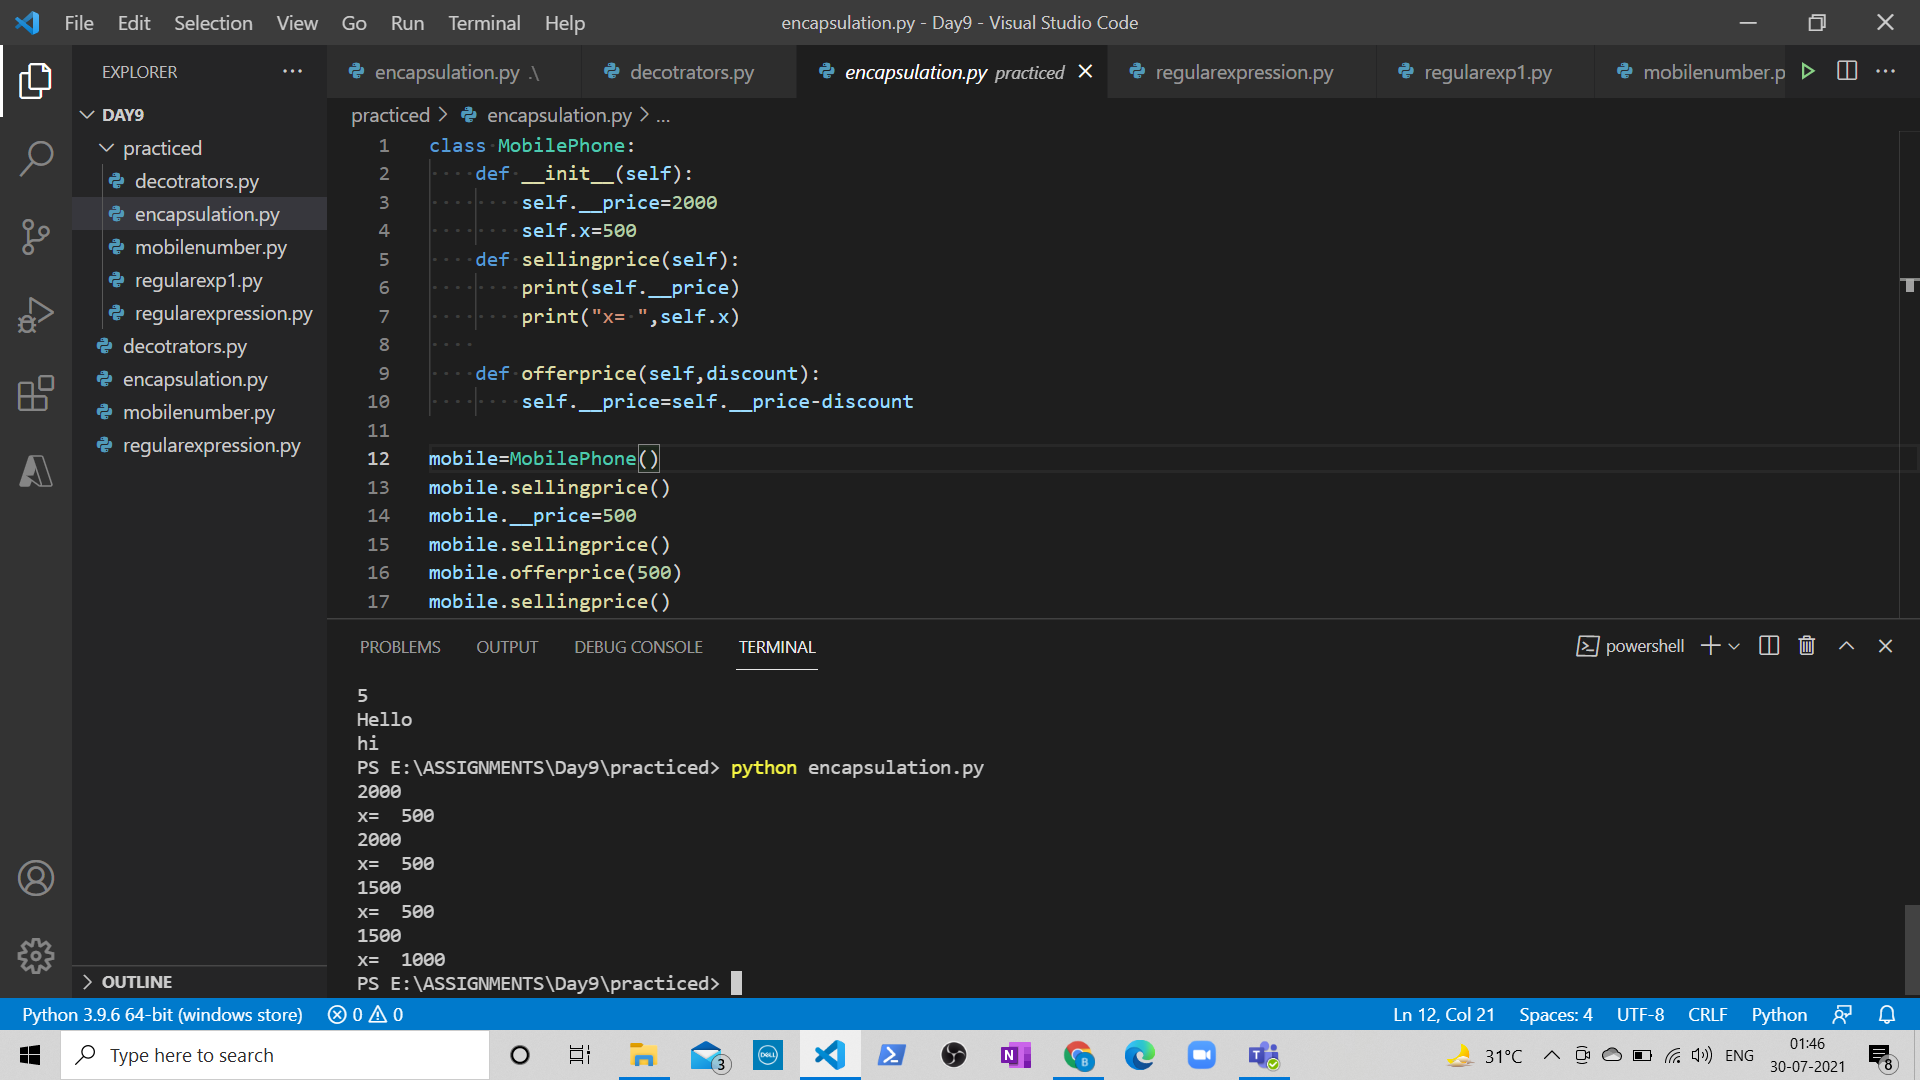 File Edit Selection View Go Run Terminal Help
encapsulation.py - Day9 - Visual Studio Code
EXPLORER
DAY9
practiced
decotrators.py
encapsulation.py
mobilenumber.py
regularexp1.py
regularexpression.py
decotrators.py
encapsulation.py
mobilenumber.py
regularexpression.py
OUTLINE
encapsulation.py .\
decotrators.py
encapsulation.py practiced
regularexpression.py
regularexp1.py
mobilenumber.p
practiced > encapsulation.py > ...
1 class MobilePhone:
2     def __init__(self):
3         self.__price=2000
4         self.x=500
5     def sellingprice(self):
6         print(self.__price)
7         print("x= ",self.x)
8
9     def offerprice(self,discount):
10         self.__price=self.__price-discount
11
12 mobile=MobilePhone()
13 mobile.sellingprice()
14 mobile.__price=500
15 mobile.sellingprice()
16 mobile.offerprice(500)
17 mobile.sellingprice()
PROBLEMS OUTPUT DEBUG CONSOLE TERMINAL
powershell
5
Hello
hi
PS E:\ASSIGNMENTS\Day9\practiced> python encapsulation.py
2000
x=  500
2000
x=  500
1500
x=  500
1500
x=  1000
PS E:\ASSIGNMENTS\Day9\practiced>
Python 3.9.6 64-bit (windows store) 0 0
Ln 12, Col 21 Spaces: 4 UTF-8 CRLF Python
Type here to search
3
DELL
N
B
31°C
ENG
01:46
30-07-2021
8